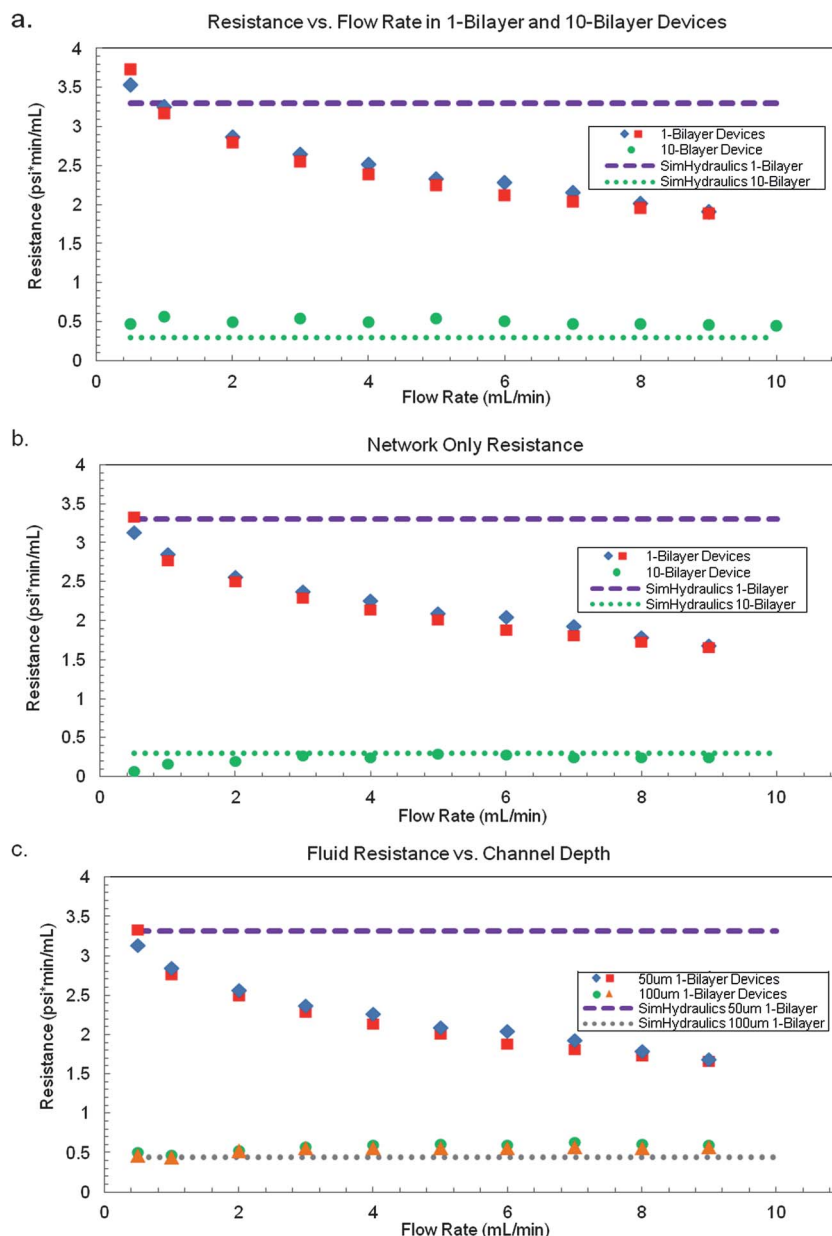 a.
Resistance vs. Flow Rate in 1-Bilayer and 10-Bilayer Devices
Resistance (psi*min/mL)
4
3.5
3
2.5
2
1.5
1
0.5
0
1-Bilayer Devices
10-Blayer Device
SimHydraulics 1-Bilayer
SimHydraulics 10-Bilayer
0 2 4 6 8 10
Flow Rate (mL/min)
b.
Network Only Resistance
Resistance (psi*min/mL)
4
3.5
3
2.5
2
1.5
1
0.5
0
1-Bilayer Devices
10-Bilayer Device
SimHydraulics 1-Bilayer
SimHydraulics 10-Bilayer
0 2 4 6 8 10
Flow Rate (mL/min)
c.
Fluid Resistance vs. Channel Depth
Resistance (psi*min/mL)
4
3.5
3
2.5
2
1.5
1
0.5
0
50um 1-Bilayer Devices
100um 1-Bilayer Devices
SimHydraulics 50um 1-Bilayer
SimHydraulics 100um 1-Bilayer
0 2 4 6 8 10
Flow Rate (mL/min)